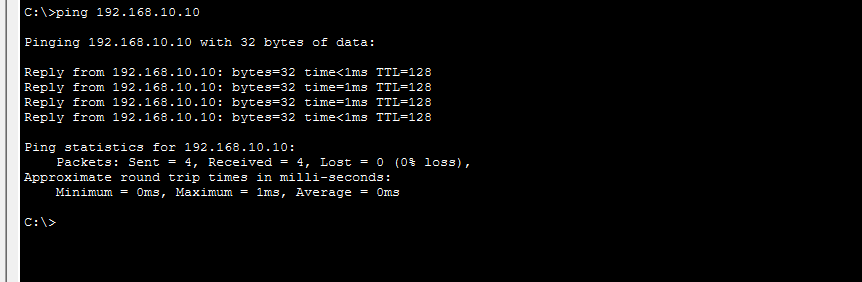 C:\>ping 192.168.10.10
Pinging 192.168.10.10 with 32 bytes of data:
Reply from 192.168.10.10: bytes=32 time<1ms TTL=128
Reply from 192.168.10.10: bytes=32 time=1ms TTL=128
Reply from 192.168.10.10: bytes=32 time=1ms TTL=128
Reply from 192.168.10.10: bytes=32 time<1ms TTL=128
Ping statistics for 192.168.10.10:
    Packets: Sent = 4, Received = 4, Lost = 0 (0% loss),
Approximate round trip times in milli-seconds:
    Minimum = 0ms, Maximum = 1ms, Average = 0ms
C:\>